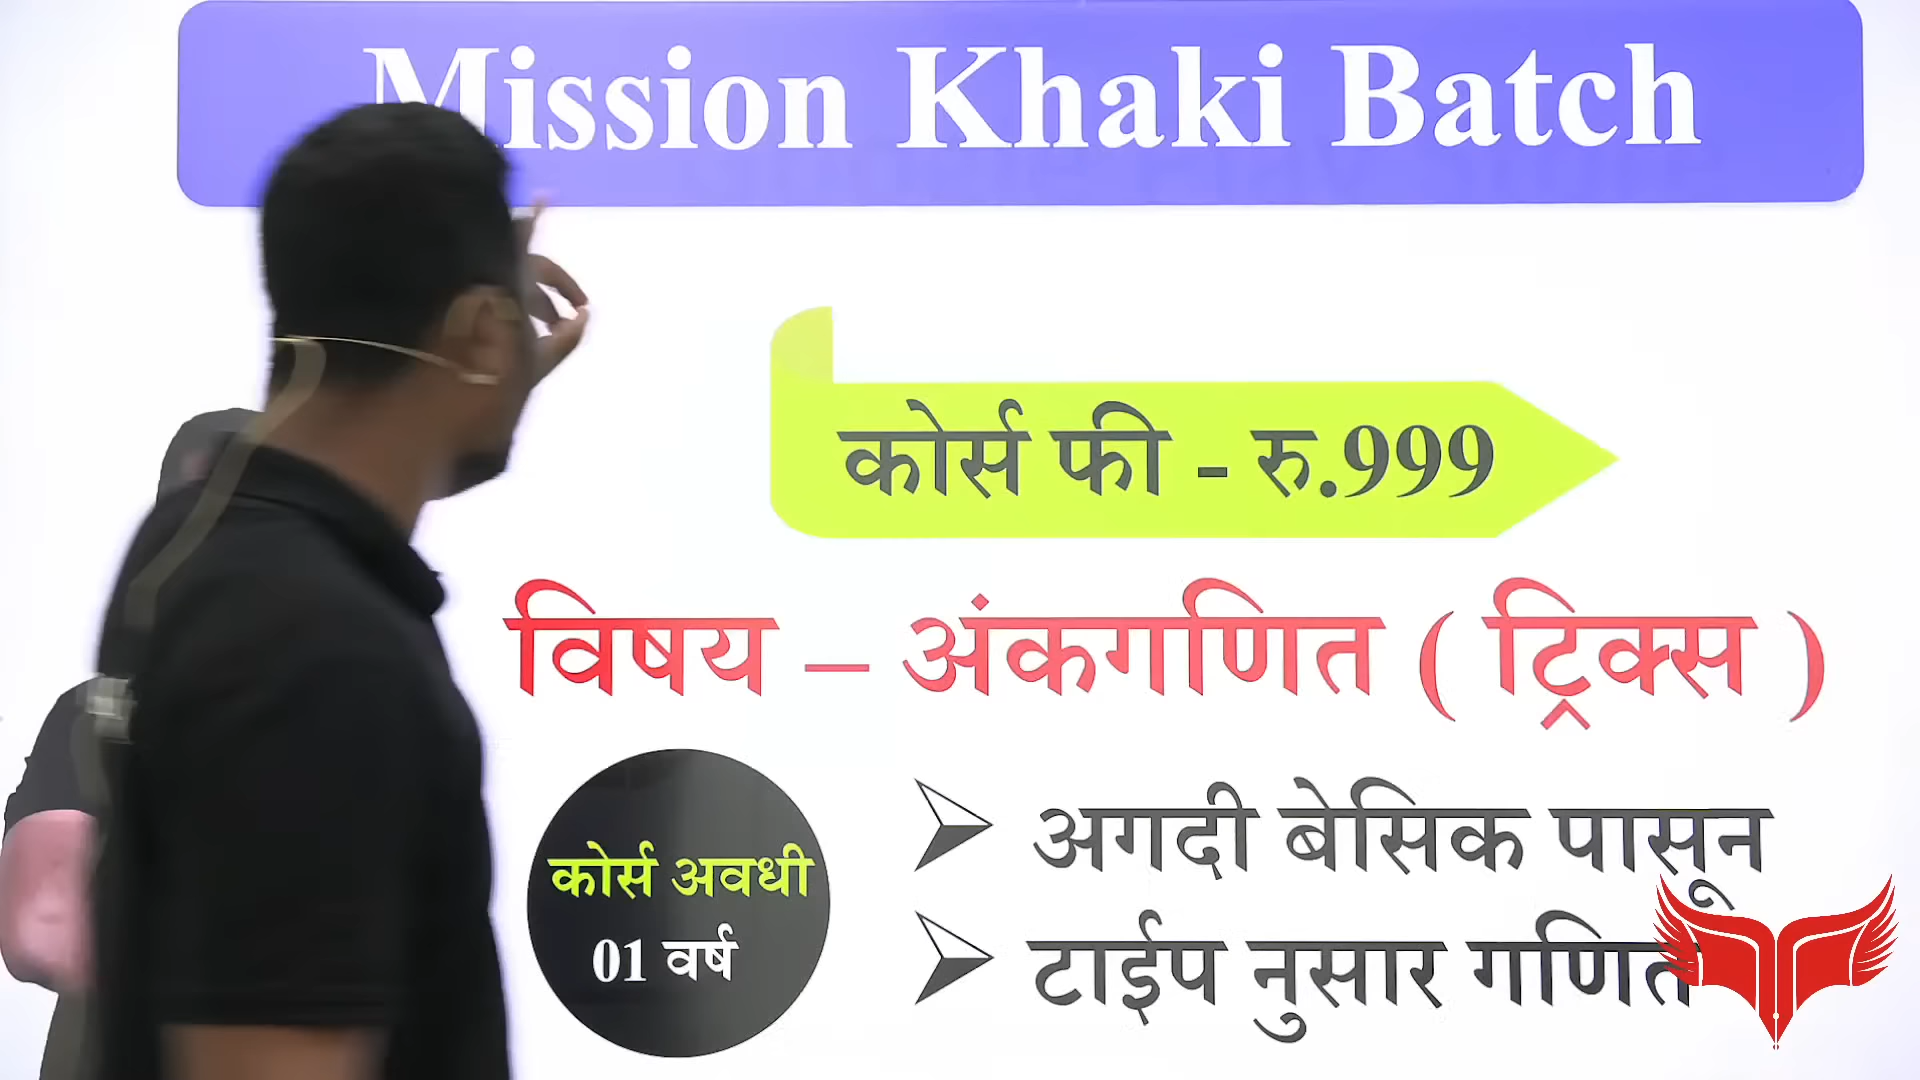 Mission Khaki Batch
कोर्स फी - रु.999
विषय – अंकगणित ( ट्रिक्स )
कोर्स अवधी
01 वर्ष
अगदी बेसिक पासून
टाईप नुसार गणित